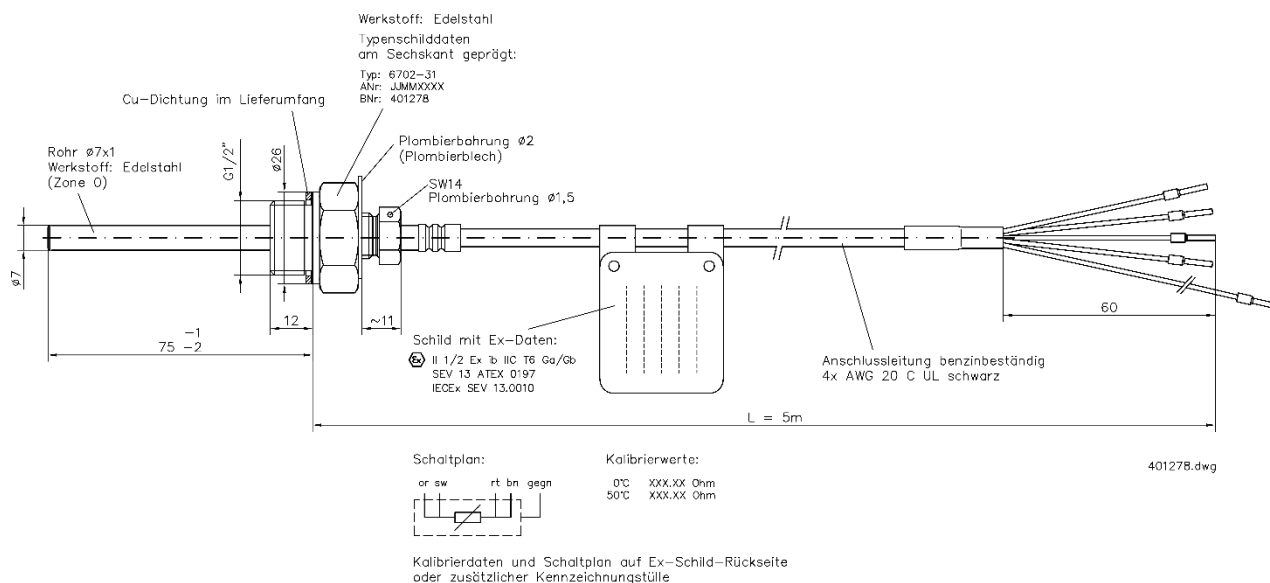 Werkstoff: Edelstahl
Typenschilddaten
am Sechskant geprägt:
Typ: 6702-31
ANr: JJMMXXXX
BNr: 401278
Cu-Dichtung im Lieferumfang
Plombierbohrung ø2
(Plombierblech)
Rohr ø7x1
Werkstoff: Edelstahl
(Zone 0)
G1/2"
ø26
SW14
Plombierbohrung ø1,5
ø7
12
~11
60
-1
75 -2
Schild mit Ex-Daten:
Ex II 1/2 Ex ib IIC T6 Ga/Gb
SEV 13 ATEX 0197
IECEx SEV 13.0010
Anschlussleitung benzinbeständig
4x AWG 20 C UL schwarz
L = 5m
401278.dwg
Schaltplan:
or sw rt bn gegn
Kalibrierwerte:
0°C XXX.XX Ohm
50°C XXX.XX Ohm
Kalibrierdaten und Schaltplan auf Ex-Schild-Rückseite
oder zusätzlicher Kennzeichnungstülle